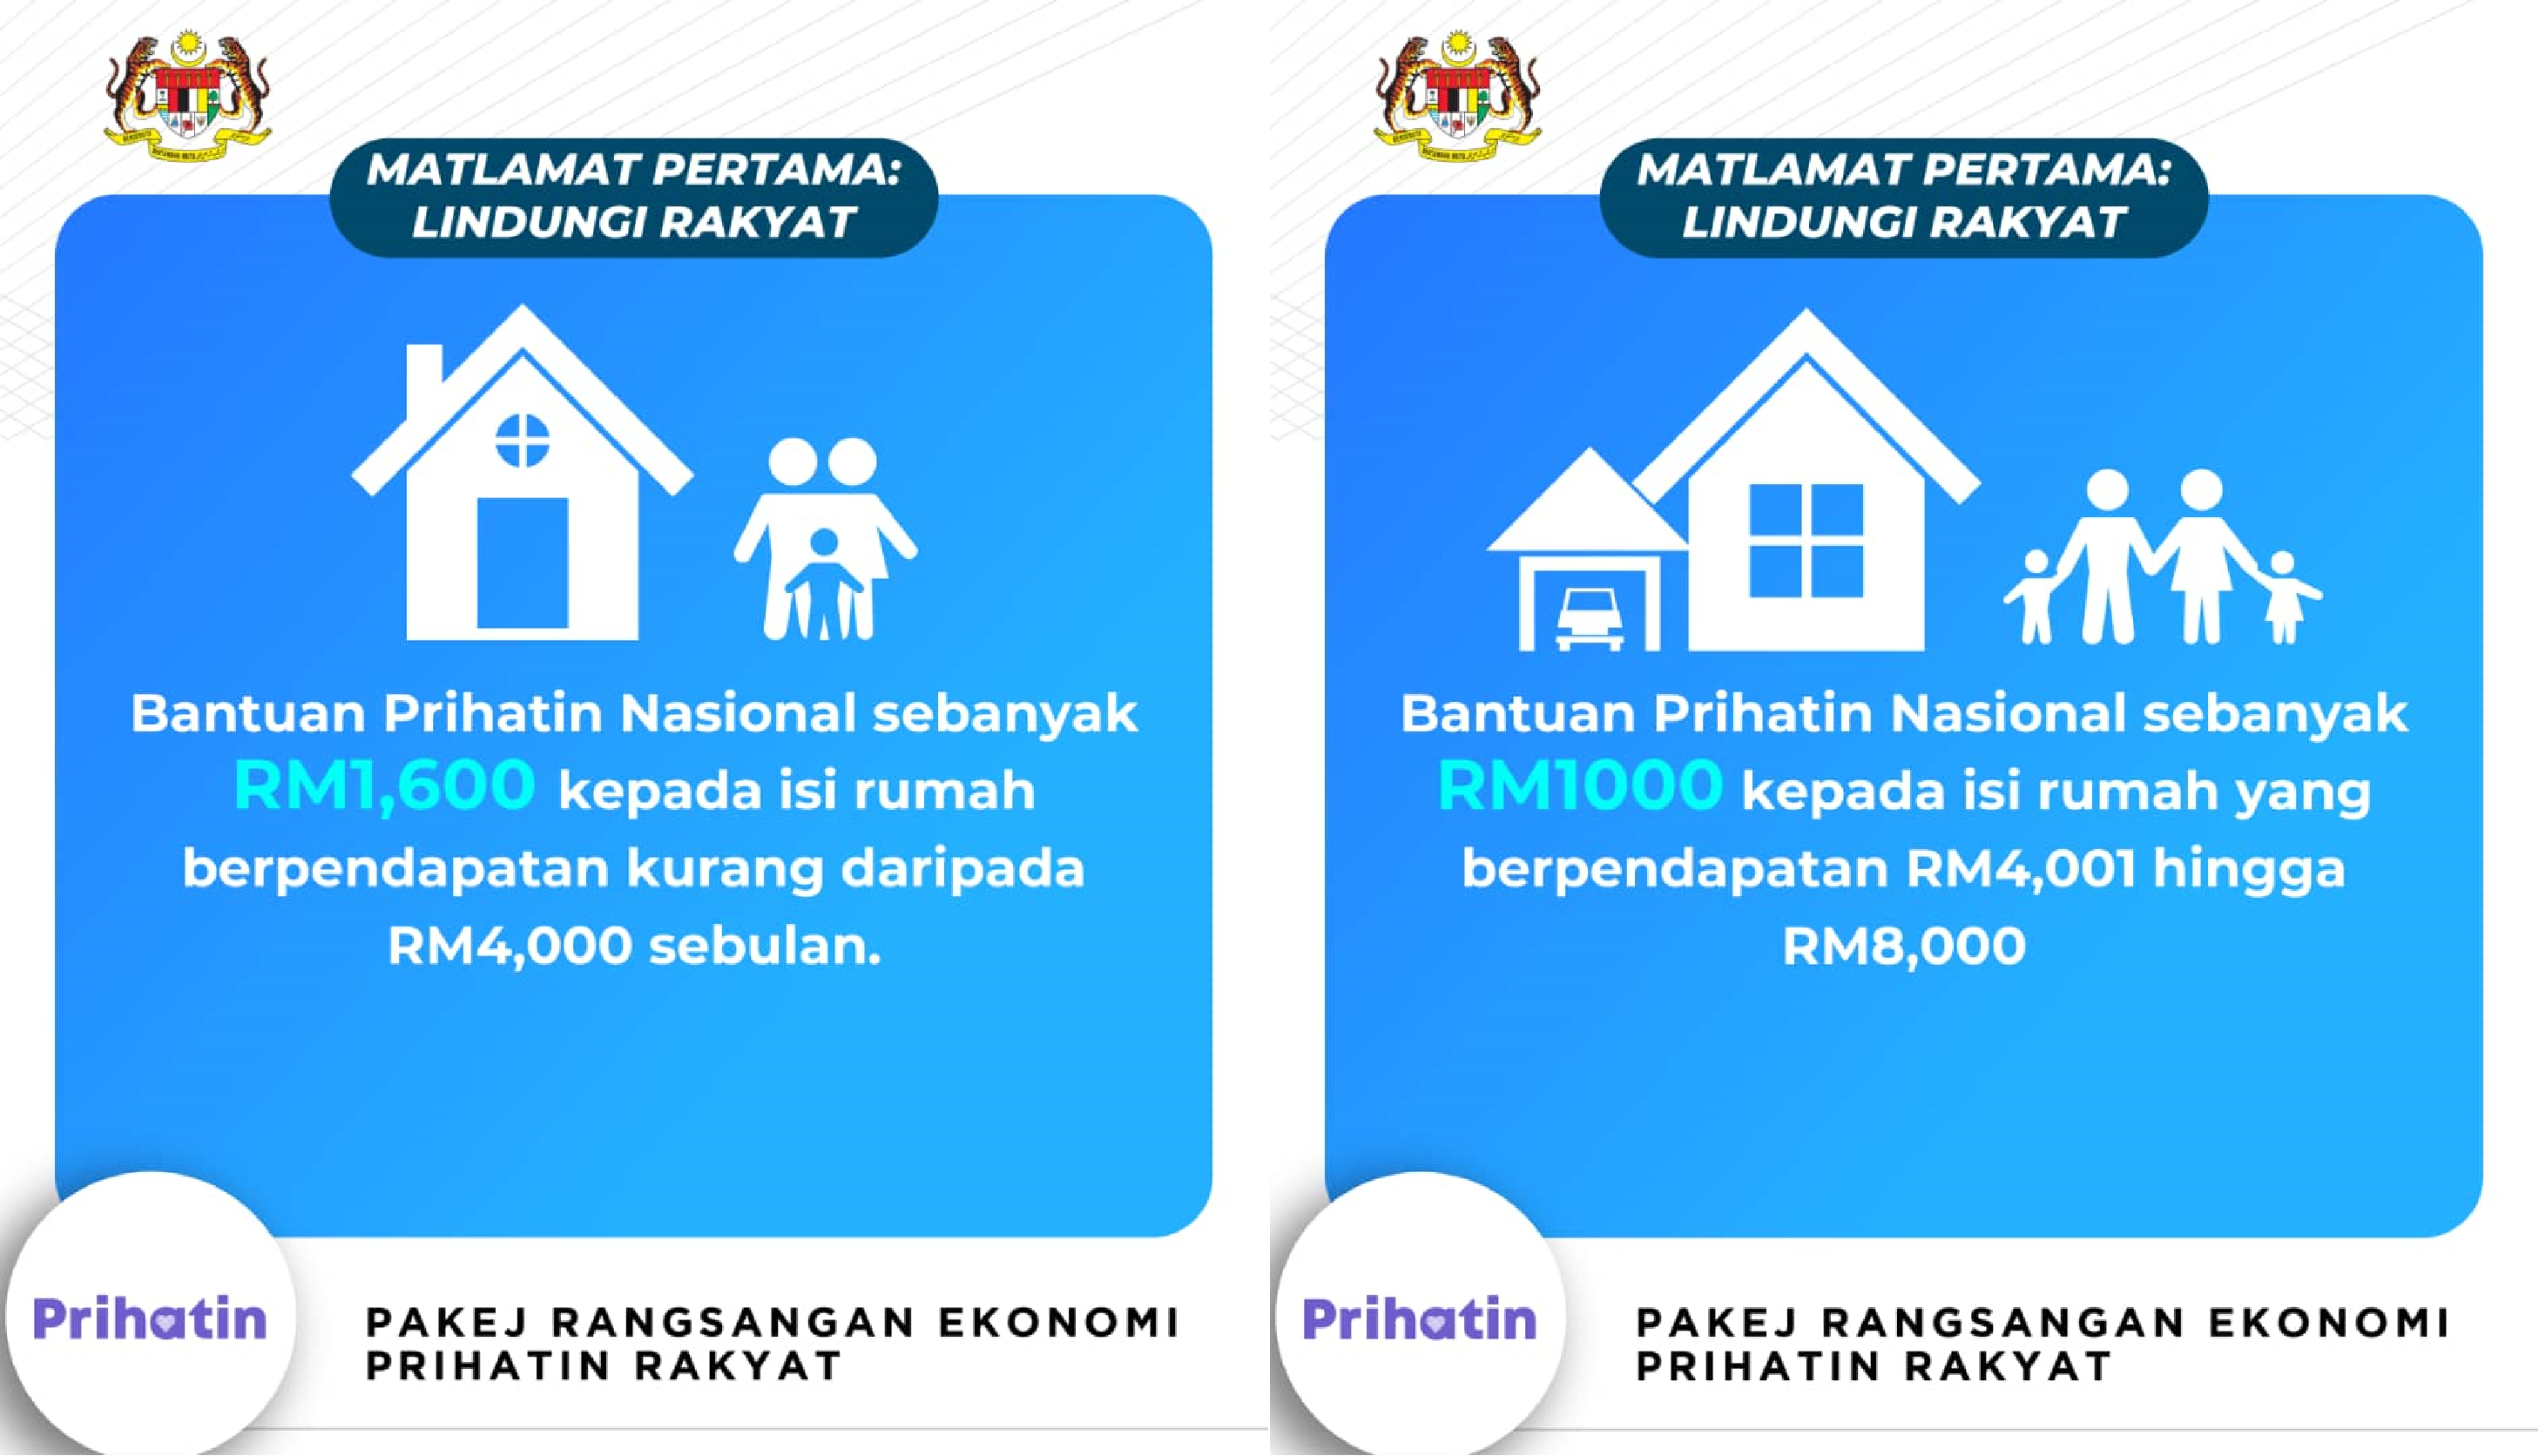 MATLAMAT PERTAMA:
LINDUNGI RAKYAT
Bantuan Prihatin Nasional sebanyak
RM1,600 kepada isi rumah
berpendapatan kurang daripada
RM4,000 sebulan.
Prihatin
PAKEJ RANGSANGAN EKONOMI
PRIHATIN RAKYAT
MATLAMAT PERTAMA:
LINDUNGI RAKYAT
Bantuan Prihatin Nasional sebanyak
RM1000 kepada isi rumah yang
berpendapatan RM4,001 hingga
RM8,000
Prihatin
PAKEJ RANGSANGAN EKONOMI
PRIHATIN RAKYAT